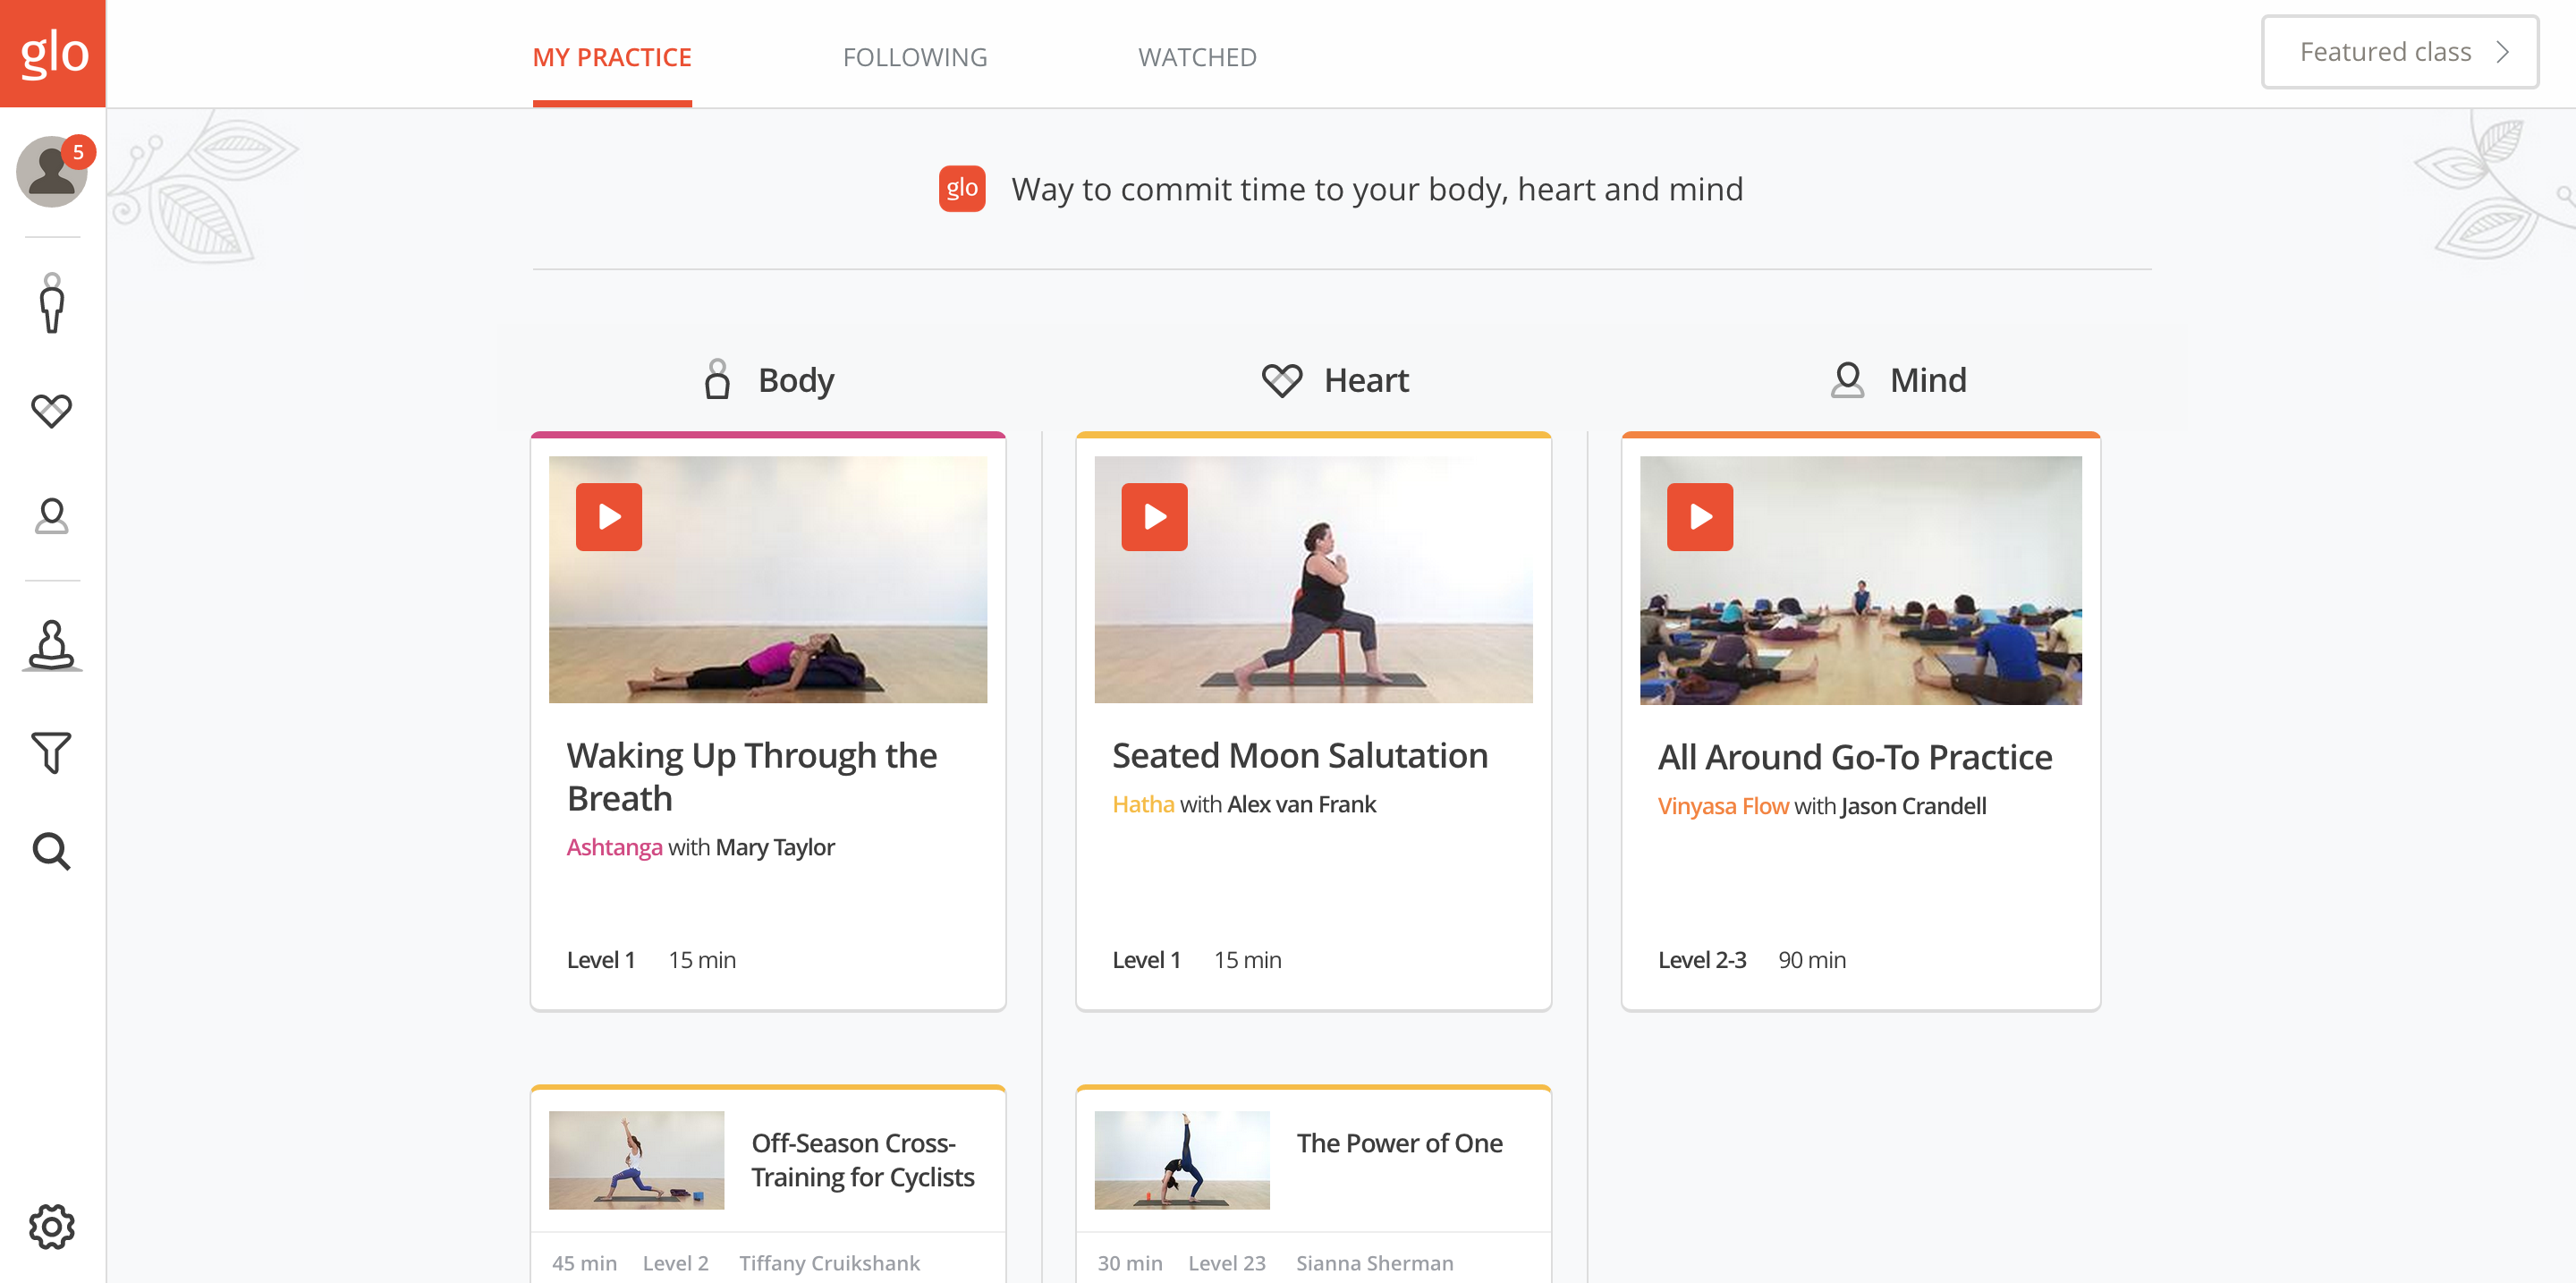 glo
MY PRACTICE
FOLLOWING
WATCHED
Featured class
5
glo Way to commit time to your body, heart and mind
Body
Heart
Mind
Waking Up Through the
Breath
Ashtanga with Mary Taylor
Level 1 15 min
Seated Moon Salutation
Hatha with Alex van Frank
Level 1 15 min
All Around Go-To Practice
Vinyasa Flow with Jason Crandell
Level 2-3 90 min
Off-Season Cross-
Training for Cyclists
45 min Level 2 Tiffany Cruikshank
The Power of One
30 min Level 23 Sianna Sherman